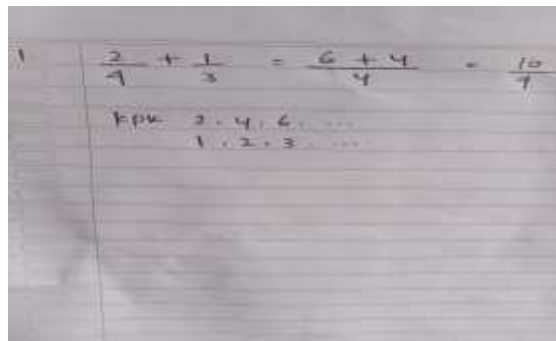 1 2/4 + 1/3 = 6 + 4/4 = 10/4
kpk 2, 4, 6, ....
1, 2, 3, ....